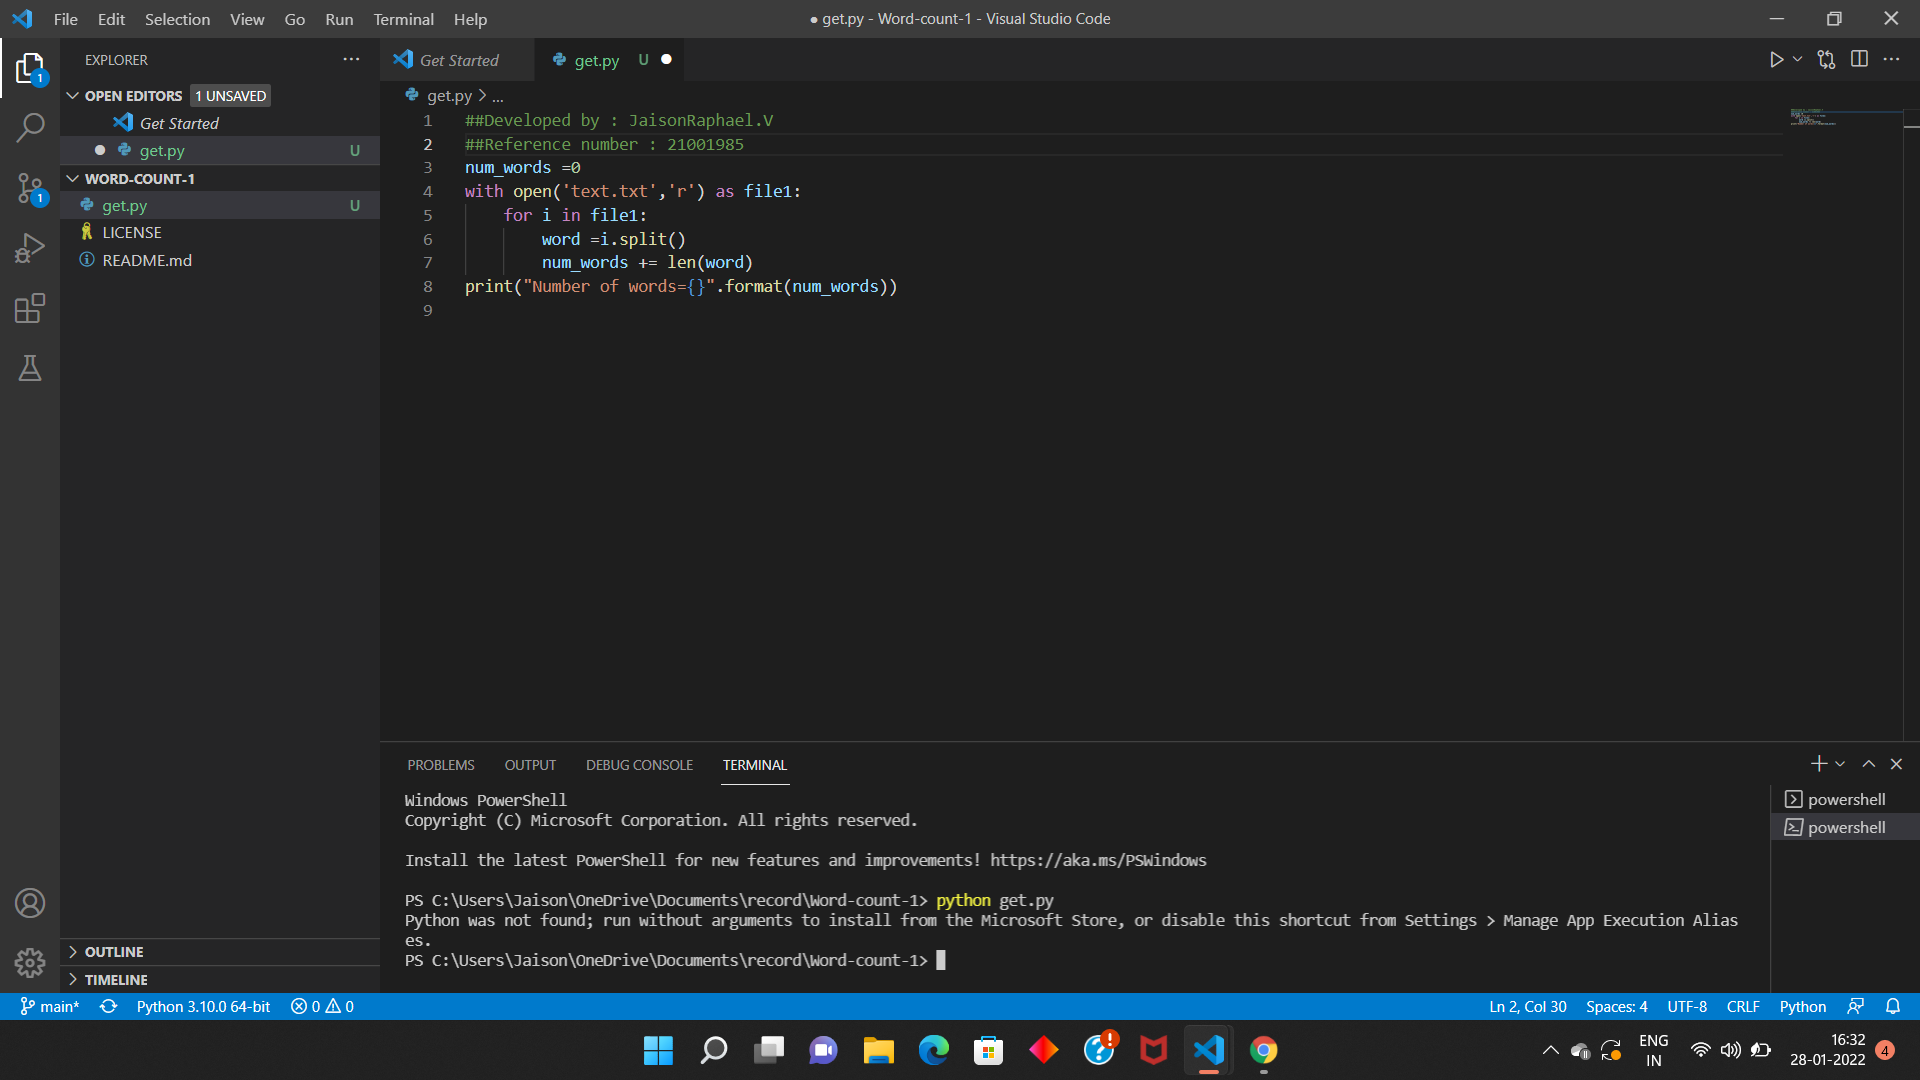 File Edit Selection View Go Run Terminal Help
● get.py - Word-count-1 - Visual Studio Code
EXPLORER
OPEN EDITORS 1 UNSAVED
Get Started
get.py U
WORD-COUNT-1
get.py U
LICENSE
README.md
OUTLINE
TIMELINE
1
1
Get Started
get.py U
get.py > ...
1 ##Developed by : JaisonRaphael.V
2 ##Reference number : 21001985
3 num_words =0
4 with open('text.txt','r') as file1:
5 for i in file1:
6 word =i.split()
7 num_words += len(word)
8 print("Number of words={}".format(num_words))
9
PROBLEMS OUTPUT DEBUG CONSOLE TERMINAL
Windows PowerShell
Copyright (C) Microsoft Corporation. All rights reserved.
Install the latest PowerShell for new features and improvements! https://aka.ms/PSWindows
PS C:\Users\Jaison\OneDrive\Documents\record\Word-count-1> python get.py
Python was not found; run without arguments to install from the Microsoft Store, or disable this shortcut from Settings > Manage App Execution Alias
es.
PS C:\Users\Jaison\OneDrive\Documents\record\Word-count-1>
powershell
powershell
main* Python 3.10.0 64-bit 0 0
Ln 2, Col 30 Spaces: 4 UTF-8 CRLF Python
ENG
IN
16:32
28-01-2022
4